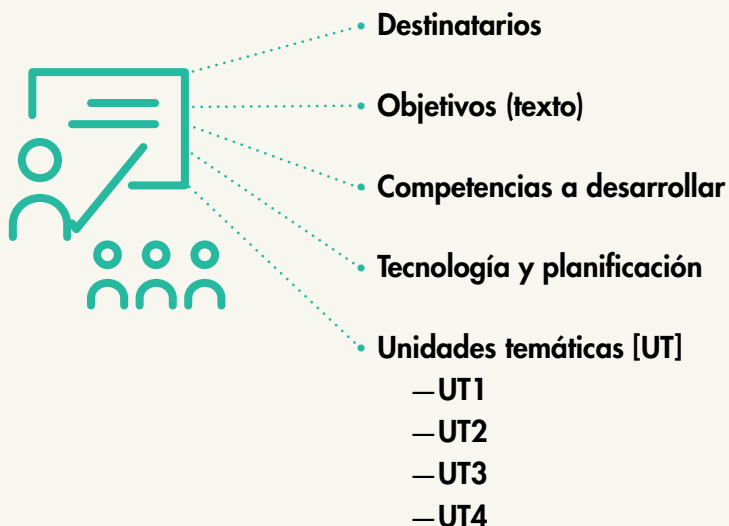 Destinatarios
Objetivos (texto)
Competencias a desarrollar
Tecnología y planificación
Unidades temáticas [UT]
—UT1
—UT2
—UT3
—UT4